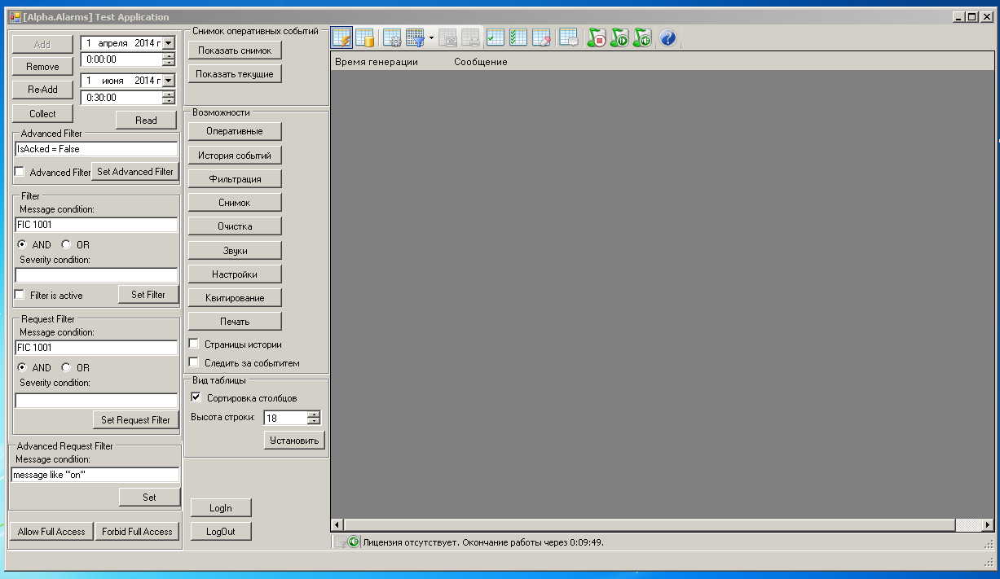 [Alpha.Alarms] Test Application
Add
1 апреля 2014 г
0:00:00
Remove
1 июня 2014 г
Re-Add
0:30:00
Collect
Read
Advanced Filter
IsAcked = False
Advanced Filter
Set Advanced Filter
Filter
Message condition:
FIC 1001
AND OR
Severity condition:
Filter is active
Set Filter
Request Filter
Message condition:
FIC 1001
AND OR
Severity condition:
Set Request Filter
Advanced Request Filter
Message condition:
message like '"on"'
Set
Allow Full Access
Forbid Full Access
Снимок оперативных событий
Показать снимок
Показать текущие
Возможности
Оперативные
История событий
Фильтрация
Снимок
Очистка
Звуки
Настройки
Квитирование
Печать
Страницы истории
Следить за событитем
Вид таблицы
Сортировка столбцов
Высота строки: 18
Установить
LogIn
LogOut
Время генерации Сообщение
Лицензия отсутствует. Окончание работы через 0:09:49.